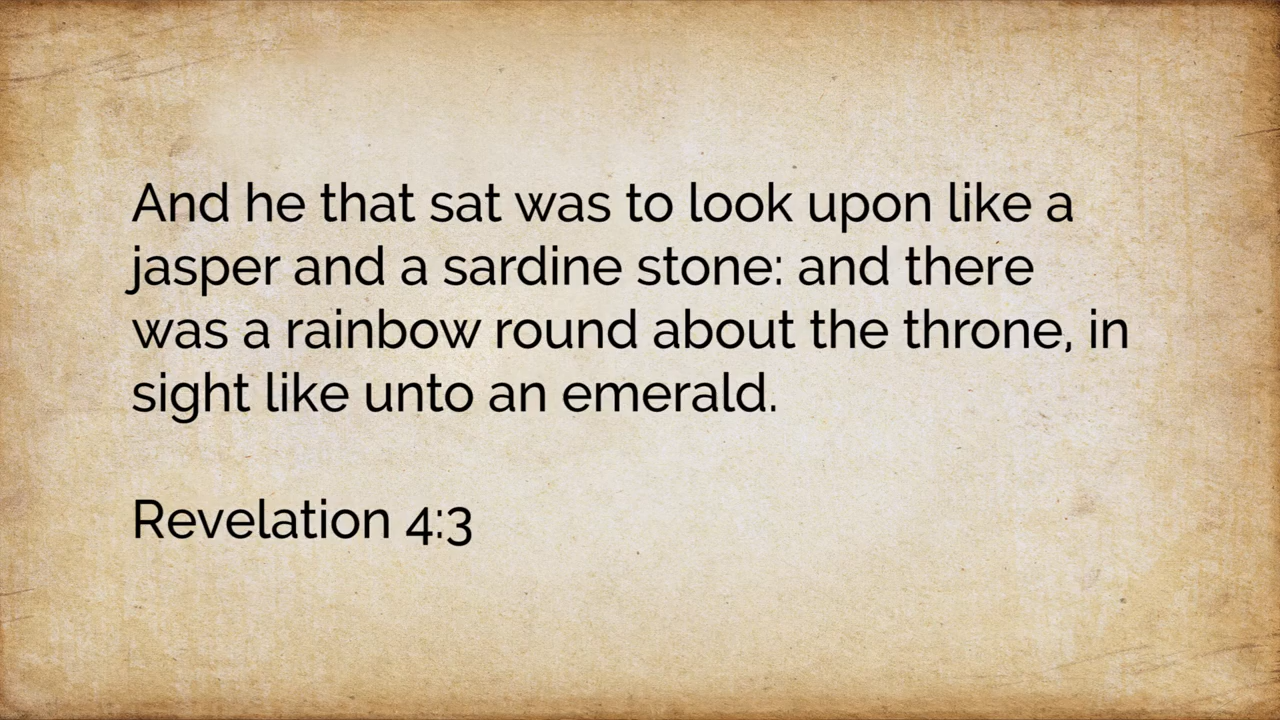 And he that sat was to look upon like a
jasper and a sardine stone: and there
was a rainbow round about the throne, in
sight like unto an emerald.
Revelation 4:3